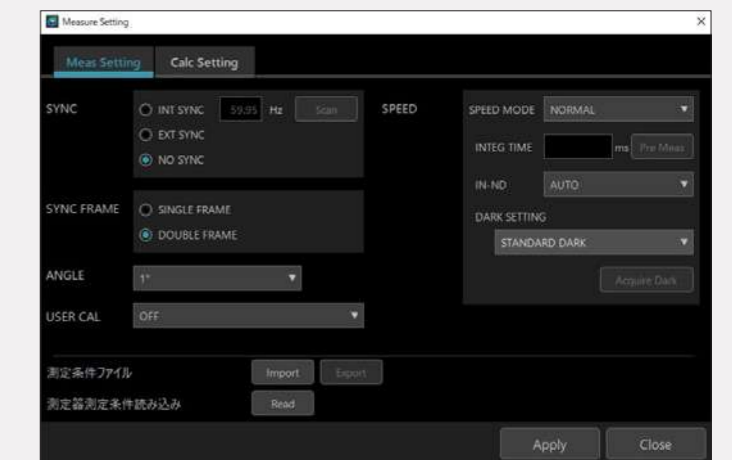 Measure Setting
Meas Setting
Calc Setting
SYNC
INT SYNC 59.95 Hz Scan
EXT SYNC
NO SYNC
SYNC FRAME
SINGLE FRAME
DOUBLE FRAME
ANGLE
1°
USER CAL
OFF
SPEED
SPEED MODE NORMAL
INTEG TIME ms Pre Meas
IN-ND AUTO
DARK SETTING
STANDARD DARK
Acquire Dark
測定条件ファイル Import Export
測定器測定条件読み込み Read
Apply Close